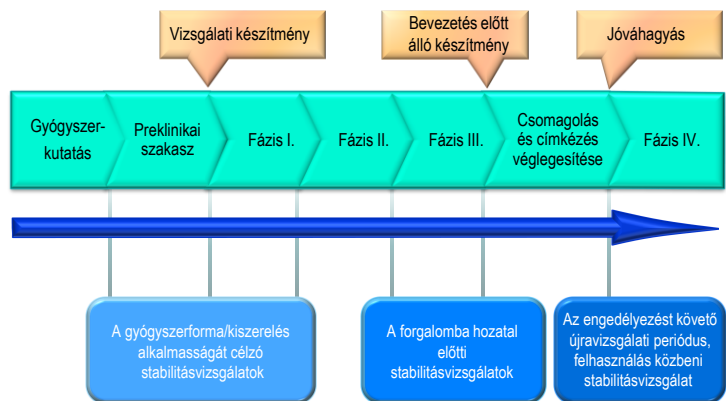 Vizsgálati készítmény
Bevezetés előtt
álló készítmény
Jóváhagyás
Gyógyszer-
kutatás
Preklinikai
szakasz
Fázis I.
Fázis II.
Fázis III.
Csomagolás
és címkézés
véglegesítése
Fázis IV.
A gyógyszerforma/kiszerelés
alkalmasságát célzó
stabilitásvizsgálatok
A forgalomba hozatal
előtti
stabilitásvizsgálatok
Az engedélyezést követő
újravizsgálati periódus,
felhasználás közbeni
stabilitásvizsgálat